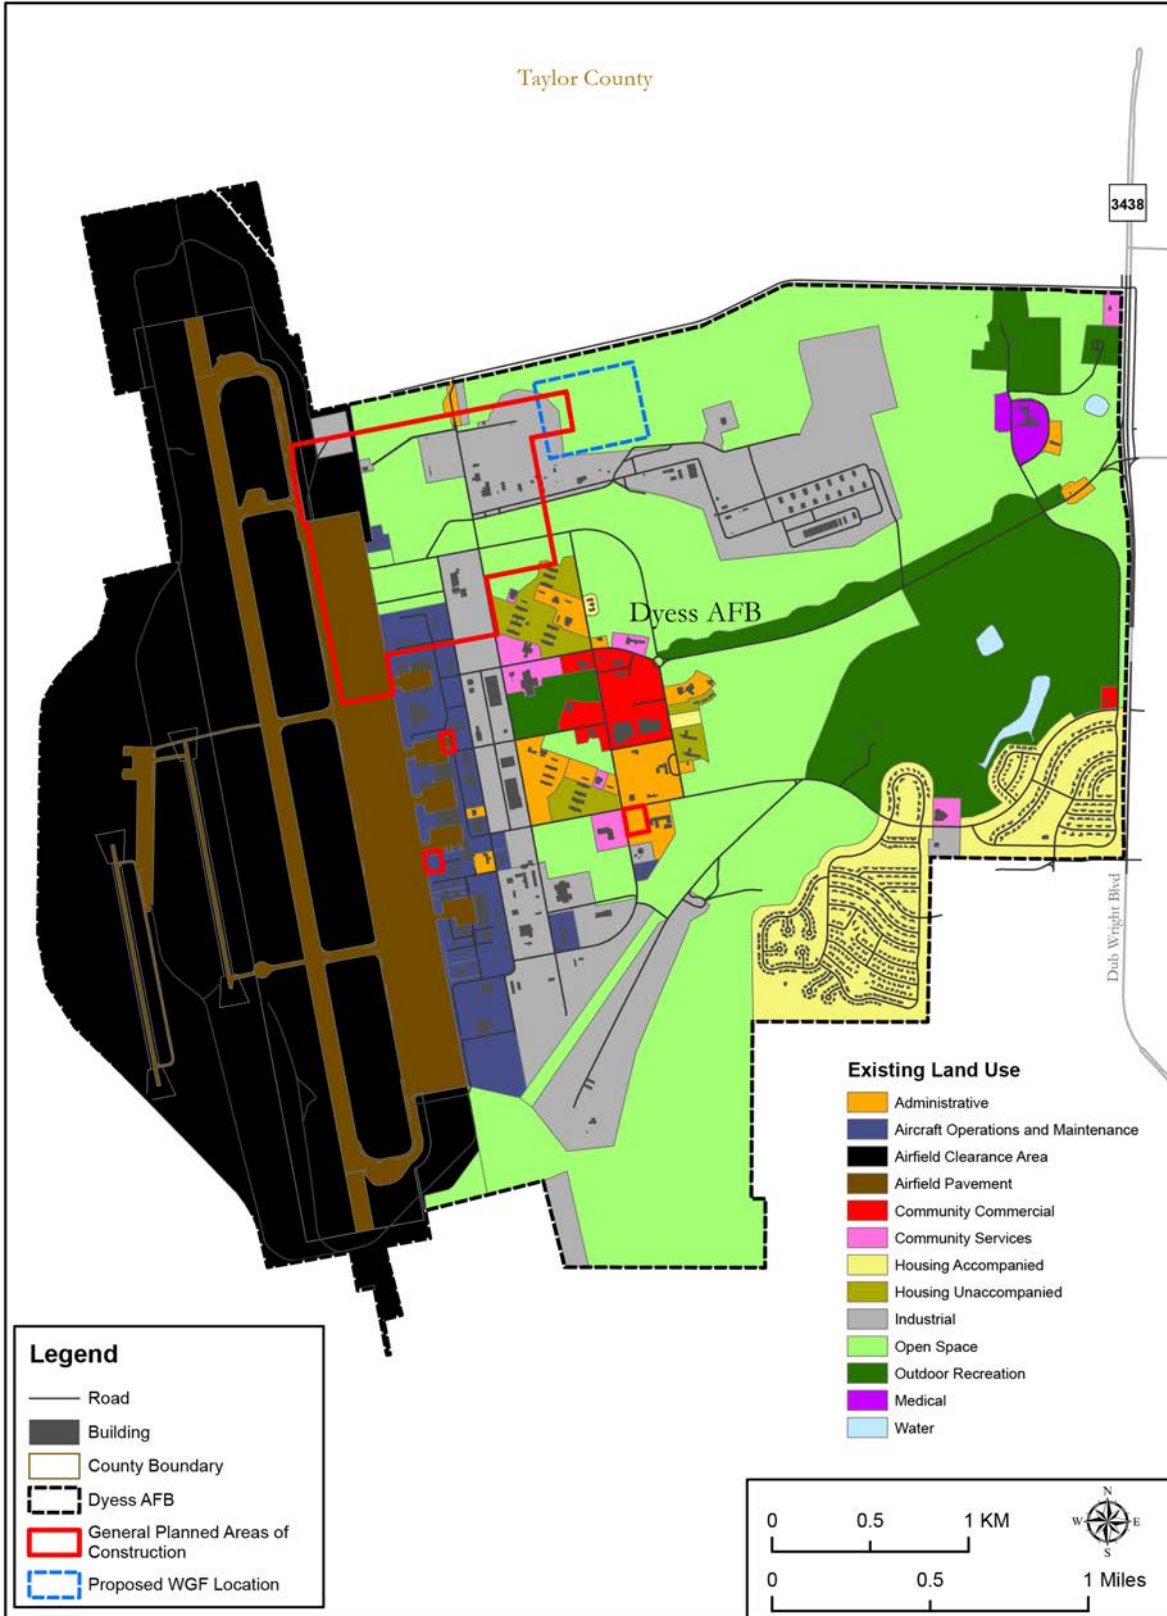 Taylor County
3438
Dyess AFB
Dub Wright Blvd
Existing Land Use
Administrative
Aircraft Operations and Maintenance
Airfield Clearance Area
Airfield Pavement
Community Commercial
Community Services
Housing Accompanied
Housing Unaccompanied
Industrial
Open Space
Outdoor Recreation
Medical
Water
Legend
Road
Building
County Boundary
Dyess AFB
General Planned Areas of
Construction
Proposed WGF Location
0 0.5 1 KM
N
W E
S
0 0.5 1 Miles